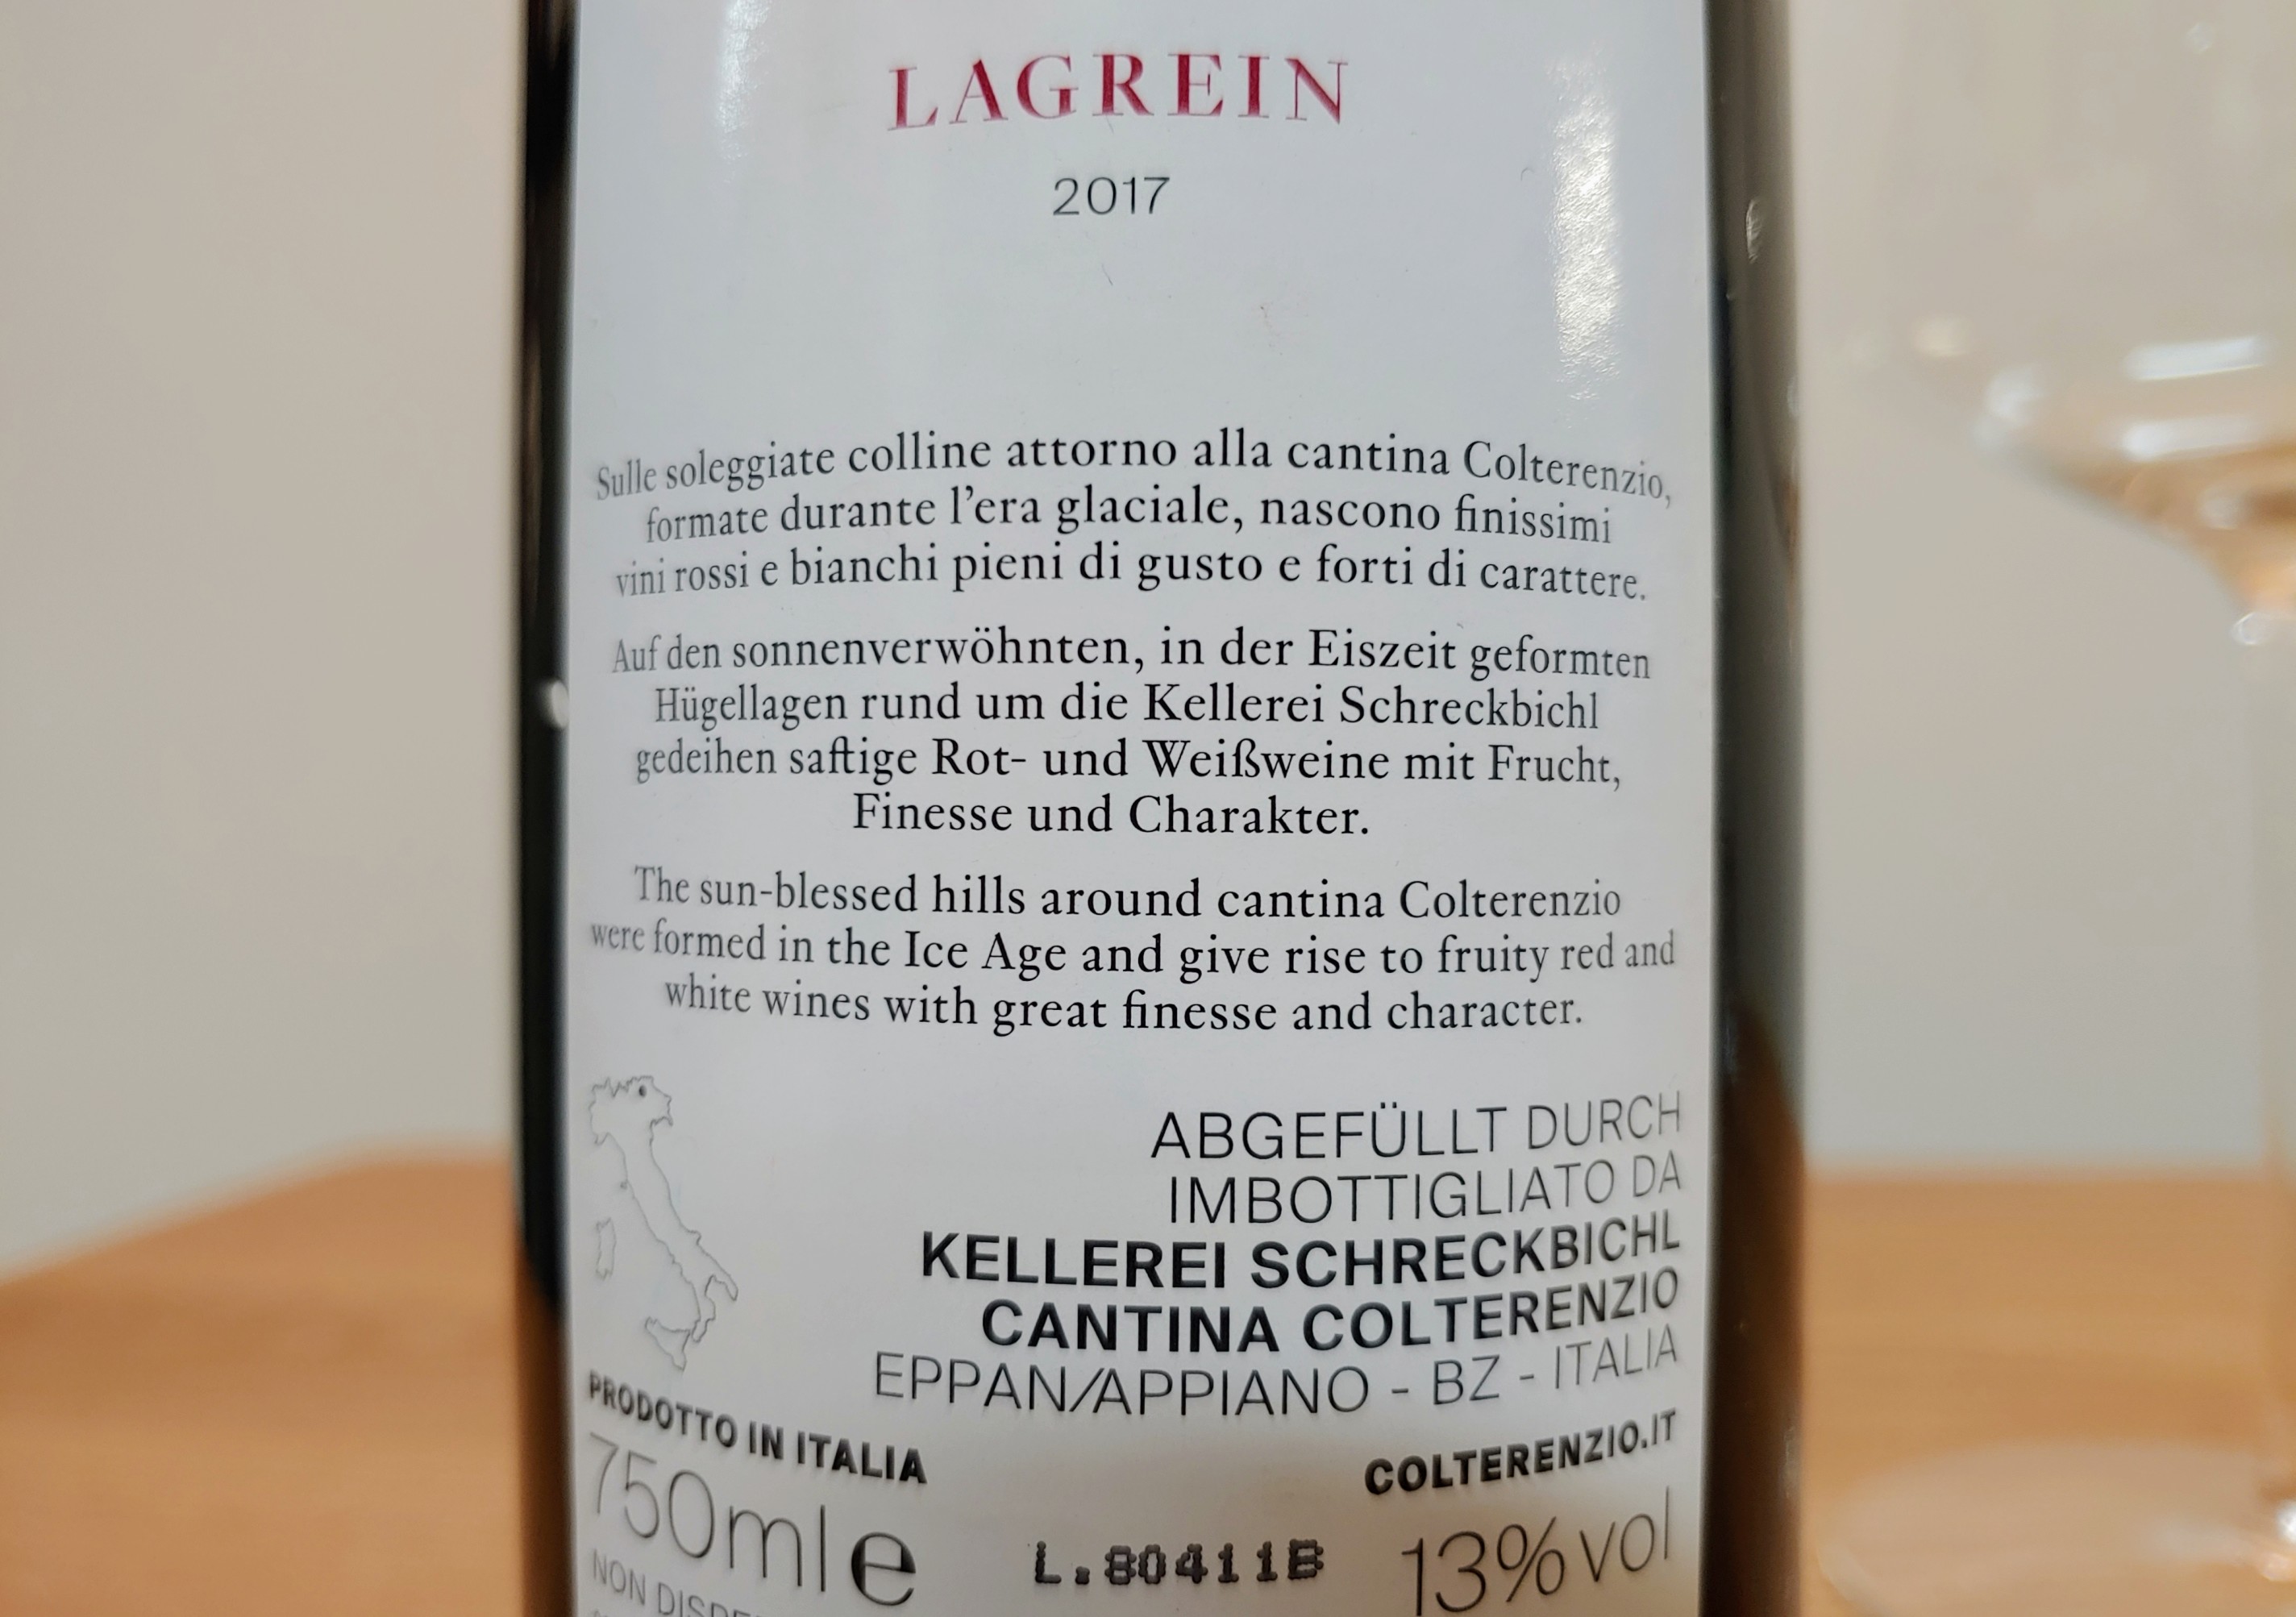 LAGREIN
2017
Sulle soleggiate colline attorno alla cantina Colterenzio,
formate durante l'era glaciale, nascono finissimi
vini rossi e bianchi pieni di gusto e forti di carattere.
Auf den sonnenverwöhnten, in der Eiszeit geformten
Hügellagen rund um die Kellerei Schreckbichl
gedeihen saftige Rot- und Weißweine mit Frucht,
Finesse und Charakter.
The sun-blessed hills around cantina Colterenzio
were formed in the Ice Age and give rise to fruity red and
white wines with great finesse and character.
ABGEFÜLLT DURCH
IMBOTTIGLIATO DA
KELLEREI SCHRECKBICHL
CANTINA COLTERENZIO
EPPAN/APPIANO - BZ - ITALIA
PRODOTTO IN ITALIA
COLTERENZIO.IT
750ml e
L.80411B
13% vol
NON